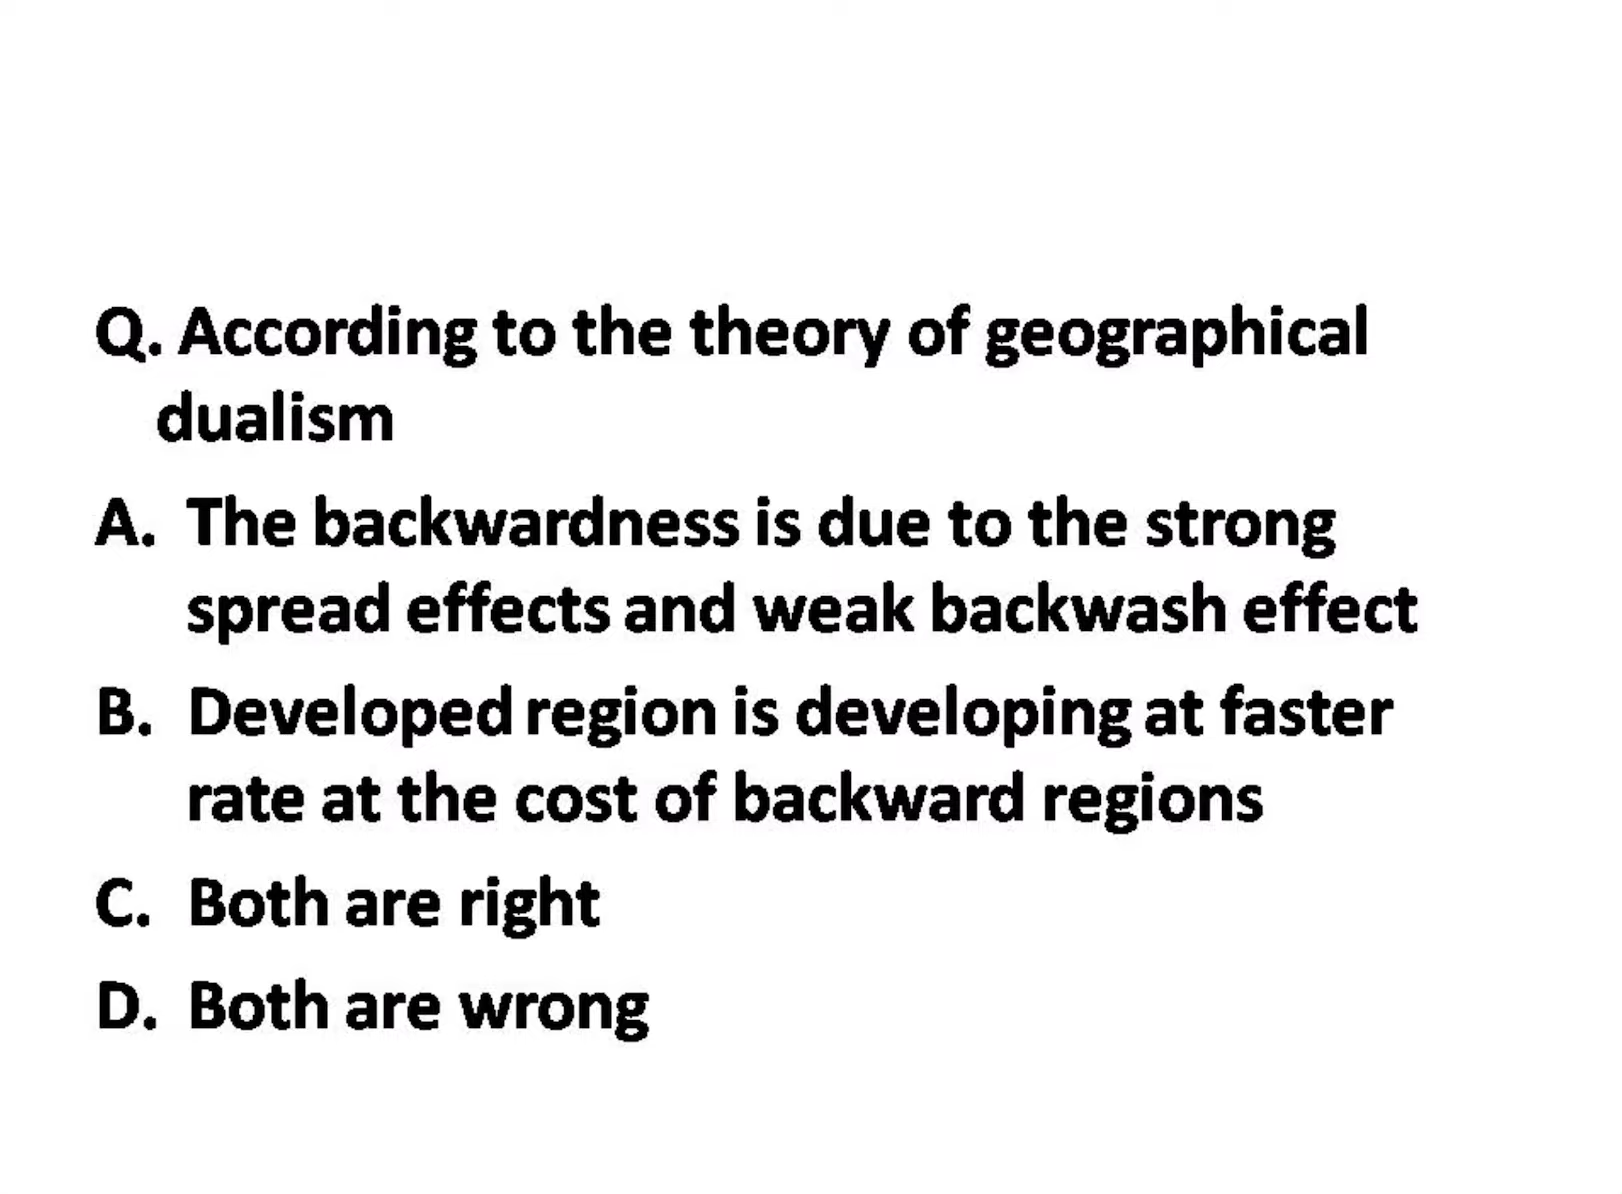 Q. According to the theory of geographical
dualism
A. The backwardness is due to the strong
spread effects and weak backwash effect
B. Developed region is developing at faster
rate at the cost of backward regions
C. Both are right
D. Both are wrong